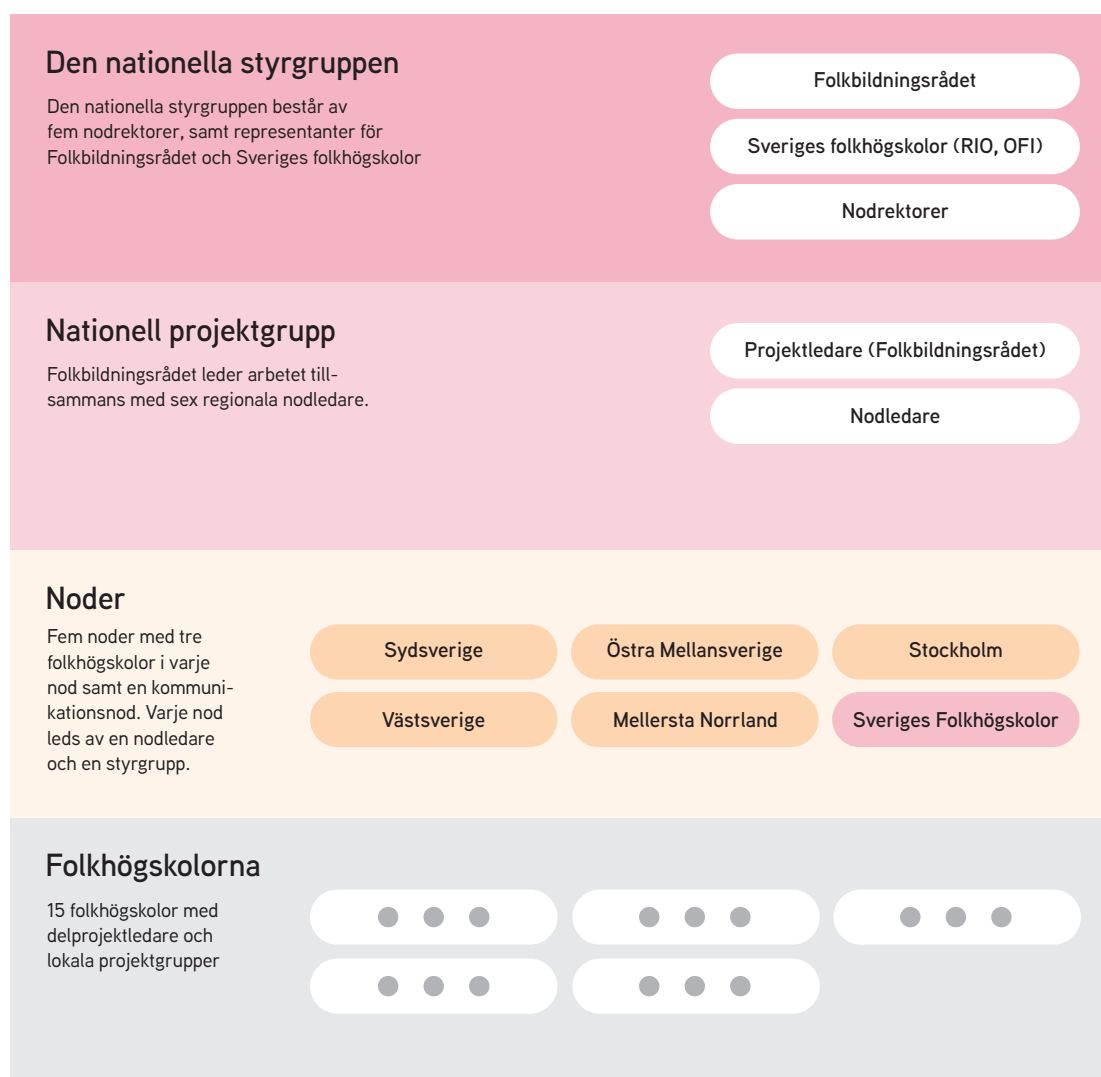 Den nationella styrgruppen
Den nationella styrgruppen består av
fem nodrektorer, samt representanter för
Folkbildningsrådet och Sveriges folkhögskolor
Folkbildningsrådet
Sveriges folkhögskolor (RIO, OFI)
Nodrektorer
Nationell projektgrupp
Folkbildningsrådet leder arbetet till-
sammans med sex regionala nodledare.
Projektledare (Folkbildningsrådet)
Nodledare
Noder
Fem noder med tre
folkhögskolor i varje
nod samt en kommuni-
kationsnod. Varje nod
leds av en nodledare
och en styrgrupp.
Sydsverige
Östra Mellansverige
Stockholm
Västsverige
Mellersta Norrland
Sveriges Folkhögskolor
Folkhögskolorna
15 folkhögskolor med
delprojektledare och
lokala projektgrupper